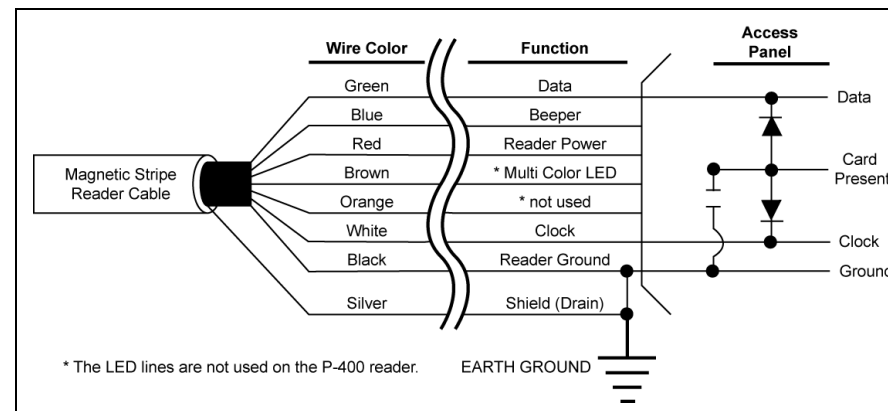 Wire Color Function Access Panel
Green Data Data
Blue Beeper
Red Reader Power
Magnetic Stripe Reader Cable
Brown * Multi Color LED Card Present
Orange * not used
White Clock Clock
Black Reader Ground Ground
Silver Shield (Drain)
* The LED lines are not used on the P-400 reader. EARTH GROUND